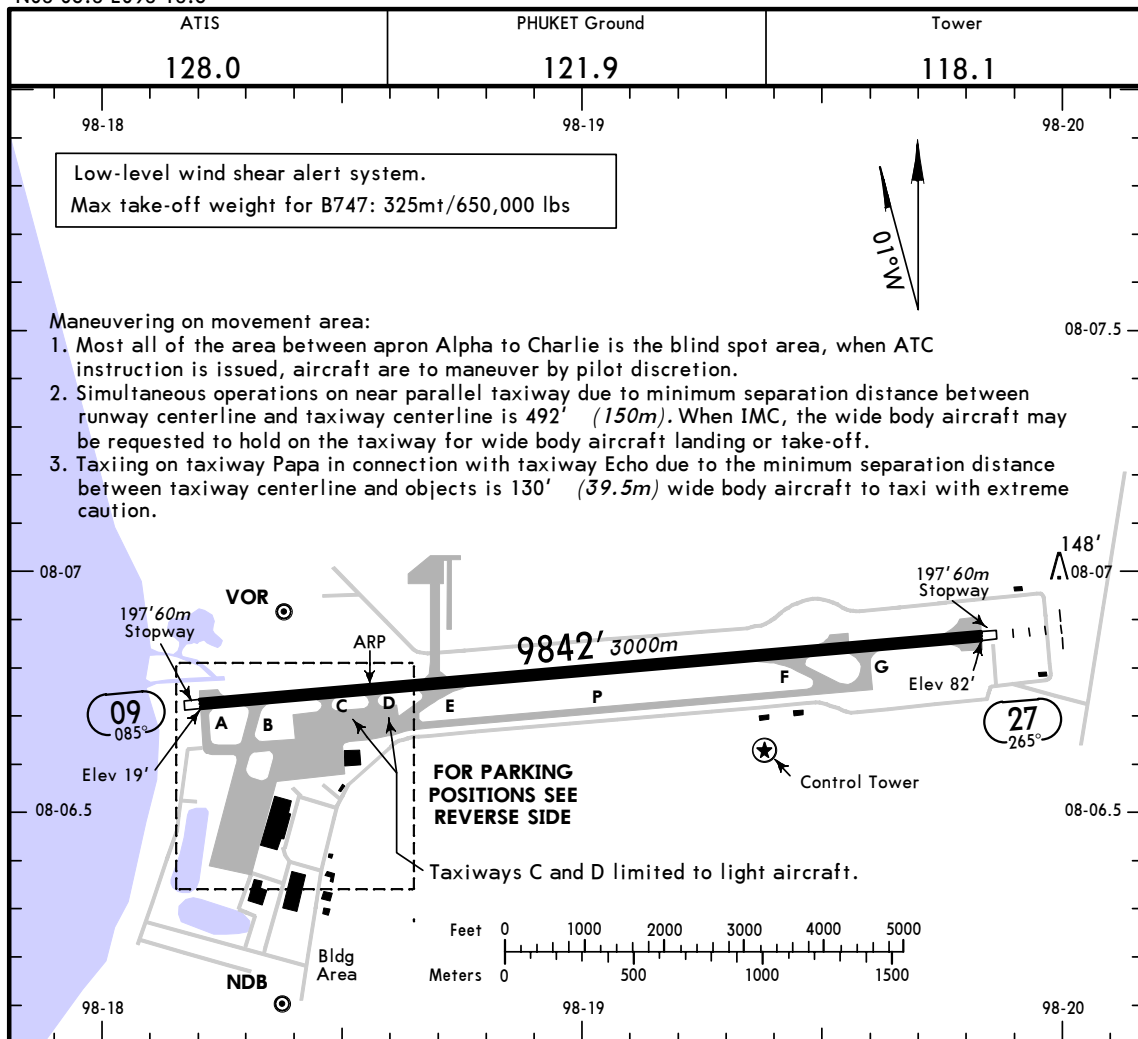 ATIS
128.0
PHUKET Ground
121.9
Tower
118.1
98-18
98-19
98-20
Low-level wind shear alert system.
Max take-off weight for B747: 325mt/650,000 lbs
01°W
Maneuvering on movement area:
1. Most all of the area between apron Alpha to Charlie is the blind spot area, when ATC
instruction is issued, aircraft are to maneuver by pilot discretion.
2. Simultaneous operations on near parallel taxiway due to minimum separation distance between
runway centerline and taxiway centerline is 492' (150m). When IMC, the wide body aircraft may
be requested to hold on the taxiway for wide body aircraft landing or take-off.
3. Taxiing on taxiway Papa in connection with taxiway Echo due to the minimum separation distance
between taxiway centerline and objects is 130' (39.5m) wide body aircraft to taxi with extreme
caution.
08-07.5
08-07
148'
08-07
197' 60m
Stopway
VOR
197' 60m
Stopway
ARP
9842' 3000m
A
B
C
D
E
P
F
G
09
085°
Elev 19'
Elev 82'
27
265°
Control Tower
FOR PARKING
POSITIONS SEE
REVERSE SIDE
08-06.5
08-06.5
Taxiways C and D limited to light aircraft.
Feet 0 1000 2000 3000 4000 5000
Meters 0 500 1000 1500
Bldg
Area
NDB
98-18
98-19
98-20